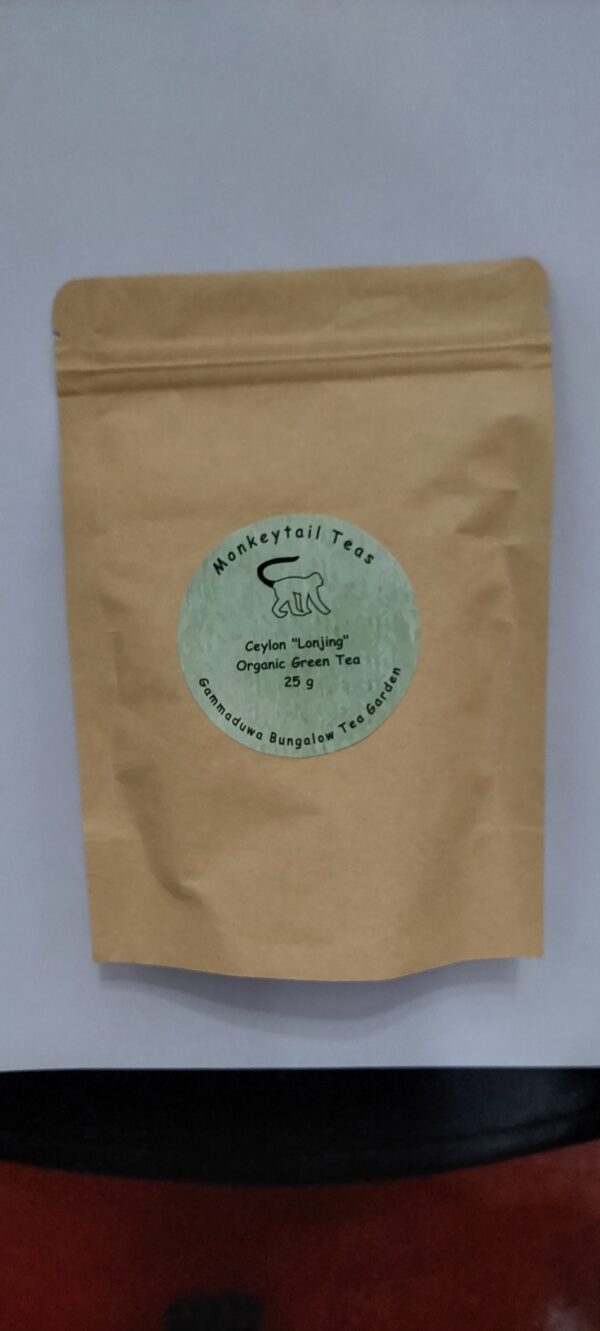 Monkeytail Teas
Ceylon "Lonjing"
Organic Green Tea
25 g
Gammaduwa Bungalow Tea Garden